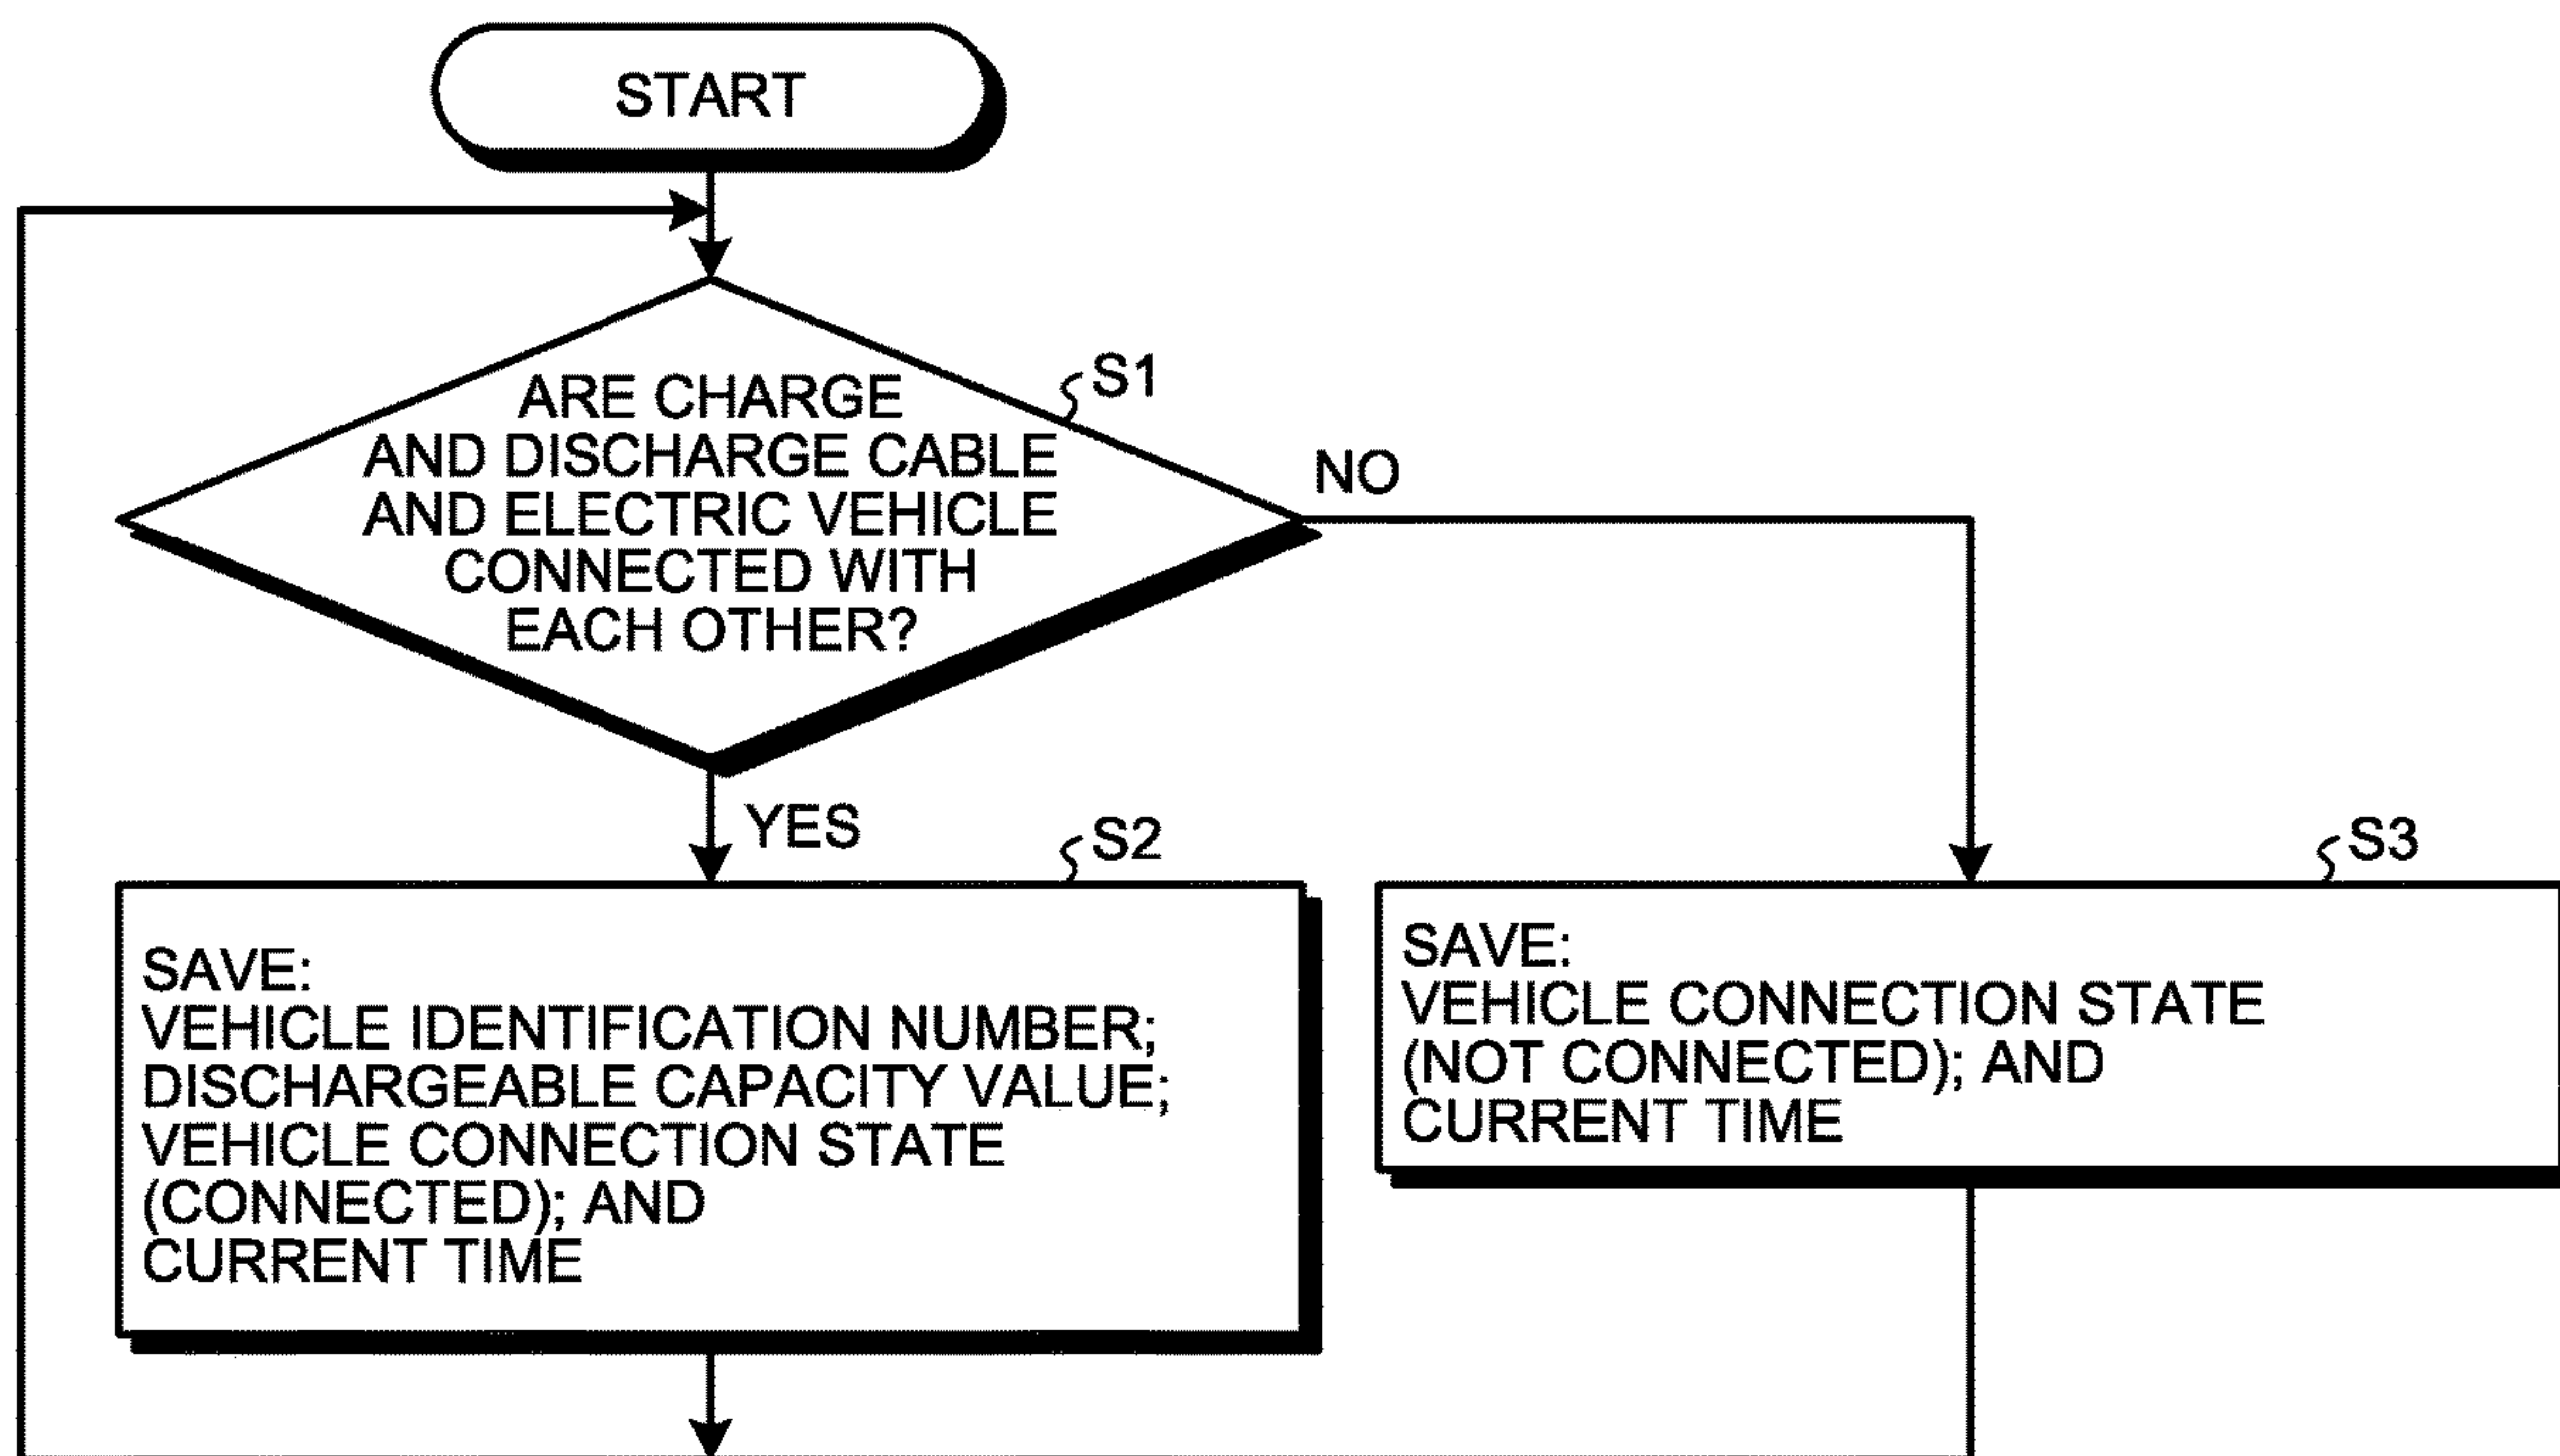 START
S1
ARE CHARGE
AND DISCHARGE CABLE
AND ELECTRIC VEHICLE
CONNECTED WITH
EACH OTHER?
NO
YES
S2
SAVE:
VEHICLE IDENTIFICATION NUMBER;
DISCHARGEABLE CAPACITY VALUE;
VEHICLE CONNECTION STATE
(CONNECTED); AND
CURRENT TIME
S3
SAVE:
VEHICLE CONNECTION STATE
(NOT CONNECTED); AND
CURRENT TIME